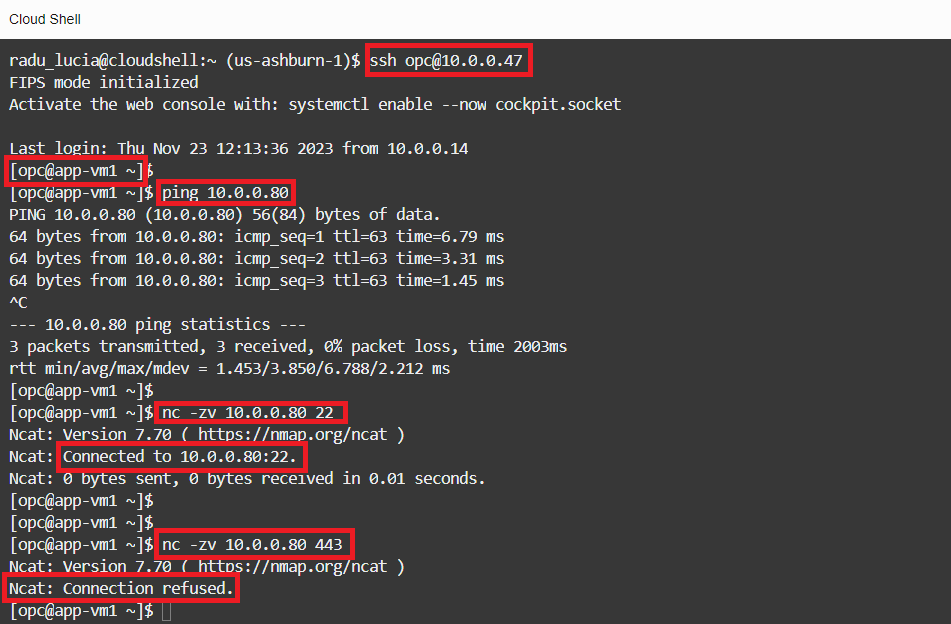 Cloud Shell
radu_lucia@cloudshell:~ (us-ashburn-1)$ ssh opc@10.0.0.47
FIPS mode initialized
Activate the web console with: systemctl enable --now cockpit.socket
Last login: Thu Nov 23 12:13:36 2023 from 10.0.0.14
[opc@app-vm1 ~]$
[opc@app-vm1 ~]$ ping 10.0.0.80
PING 10.0.0.80 (10.0.0.80) 56(84) bytes of data.
64 bytes from 10.0.0.80: icmp_seq=1 ttl=63 time=6.79 ms
64 bytes from 10.0.0.80: icmp_seq=2 ttl=63 time=3.31 ms
64 bytes from 10.0.0.80: icmp_seq=3 ttl=63 time=1.45 ms
^C
--- 10.0.0.80 ping statistics ---
3 packets transmitted, 3 received, 0% packet loss, time 2003ms
rtt min/avg/max/mdev = 1.453/3.850/6.788/2.212 ms
[opc@app-vm1 ~]$
[opc@app-vm1 ~]$ nc -zv 10.0.0.80 22
Ncat: Version 7.70 ( https://nmap.org/ncat )
Ncat: Connected to 10.0.0.80:22.
Ncat: 0 bytes sent, 0 bytes received in 0.01 seconds.
[opc@app-vm1 ~]$
[opc@app-vm1 ~]$
[opc@app-vm1 ~]$ nc -zv 10.0.0.80 443
Ncat: Version 7.70 ( https://nmap.org/ncat )
Ncat: Connection refused.
[opc@app-vm1 ~]$